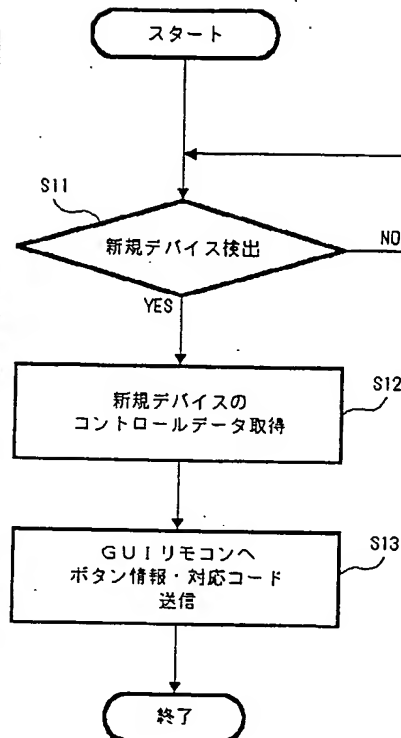 スタート
S11
新規デバイス検出
NO
YES
新規デバイスの
コントロールデータ取得
S12
GUIリモコンへ
ボタン情報・対応コード
送信
S13
終了